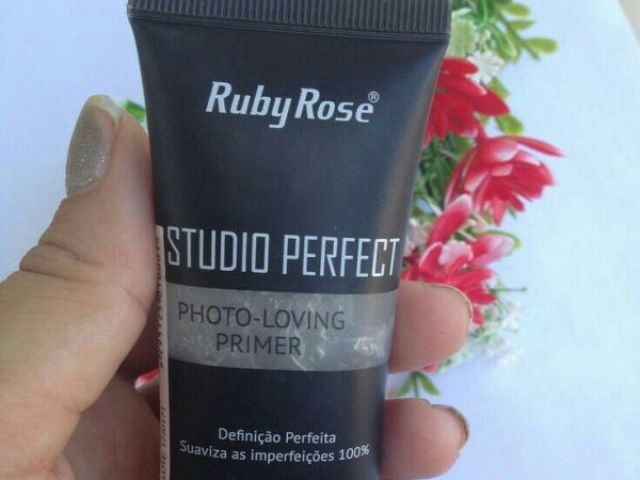 Ruby Rose®
STUDIO PERFECT
PHOTO-LOVING
PRIMER
Definição Perfeita
Suaviza as imperfeições 100%